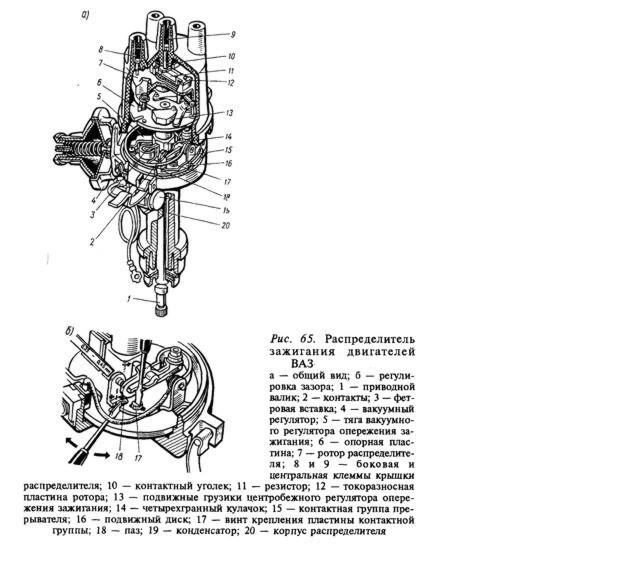 а)
9
8
10
7
11
12
6
13
5
14
15
16
4
17
3
18
19
2
20
1
б)
18
17
Рис. 65. Распределитель
зажигания двигателей
ВАЗ
а — общий вид; б — регули-
ровка зазора; 1 — приводной
валик; 2 — контакты; 3 — фет-
ровая вставка; 4 — вакуумный
регулятор; 5 — тяга вакуумно-
го регулятора опережения за-
жигания; 6 — опорная плас-
тина; 7 — ротор распределите-
ля; 8 и 9 — боковая и
центральная клеммы крышки
распределителя; 10 — контактный уголек; 11 — резистор; 12 — токоразносная
пластина ротора; 13 — подвижные грузики центробежного регулятора опере-
жения зажигания; 14 — четырехгранный кулачок; 15 — контактная группа пре-
рывателя; 16 — подвижный диск; 17 — винт крепления пластины контактной
группы; 18 — паз; 19 — конденсатор; 20 — корпус распределителя